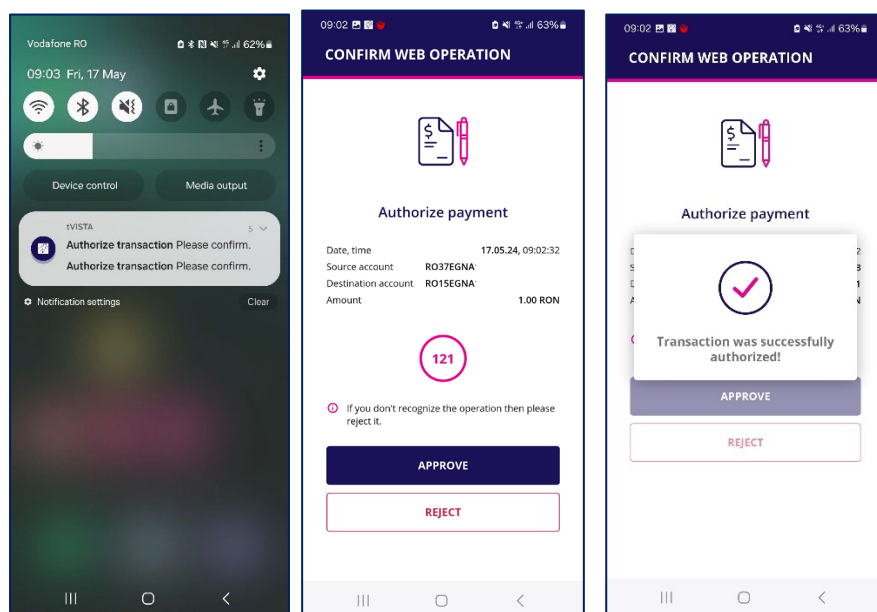 Vodafone RO
62%
09:03 Fri, 17 May
Device control
Media output
tVISTA
5
Authorize transaction Please confirm.
Authorize transaction Please confirm.
Notification settings
Clear
09:02
63%
CONFIRM WEB OPERATION
Authorize payment
Date, time 17.05.24, 09:02:32
Source account RO37EGNA
Destination account RO15EGNA
Amount 1.00 RON
121
If you don't recognize the operation then please
reject it.
APPROVE
REJECT
09:02
63%
CONFIRM WEB OPERATION
Authorize payment
Transaction was successfully
authorized!
APPROVE
REJECT